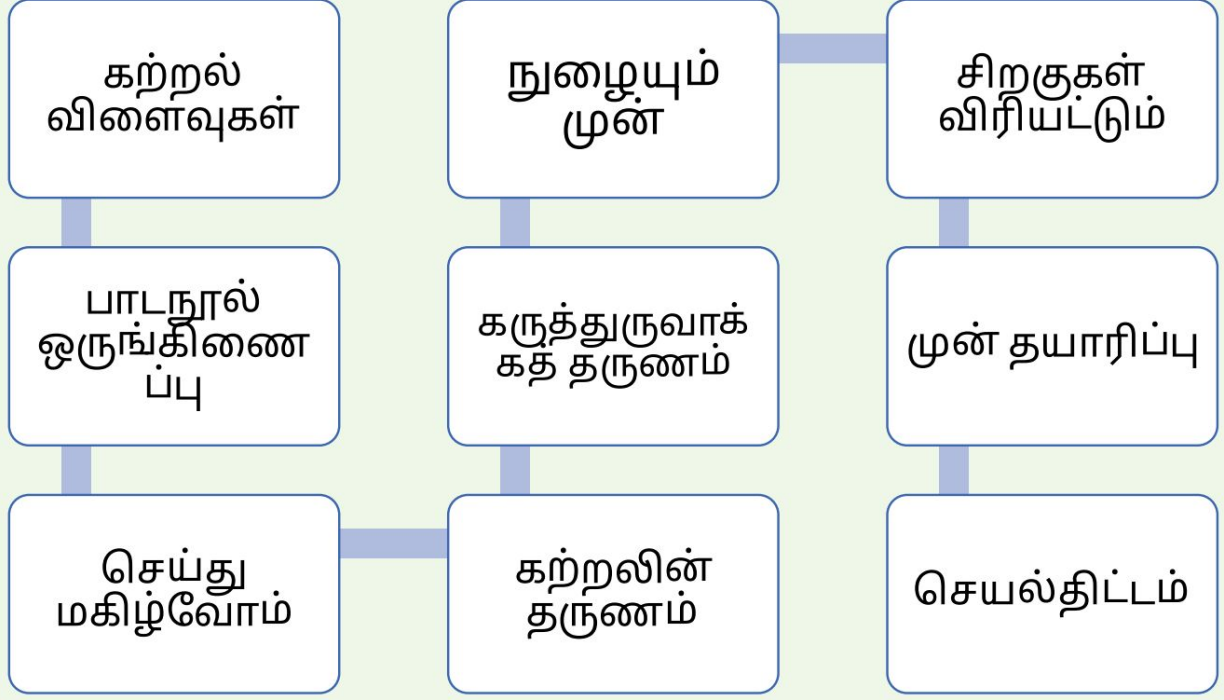 கற்றல்
விளைவுகள்
பாடநூல்
ஒருங்கிணை
ப்பு
செய்து
மகிழ்வோம்
கற்றலின்
தருணம்
கருத்துருவாக்
கத் தருணம்
நுழையும்
முன்
சிறகுகள்
விரியட்டும்
முன் தயாரிப்பு
செயல்திட்டம்